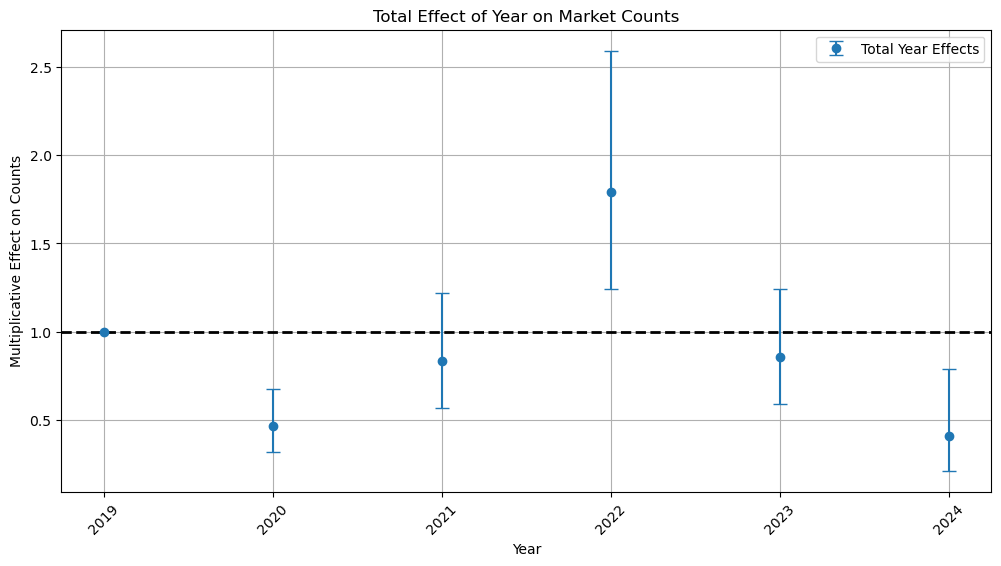 Total Effect of Year on Market Counts
Total Year Effects
Multiplicative Effect on Counts
2.5
2.0
1.5
1.0
0.5
2019
2020
2021
2022
2023
2024
Year